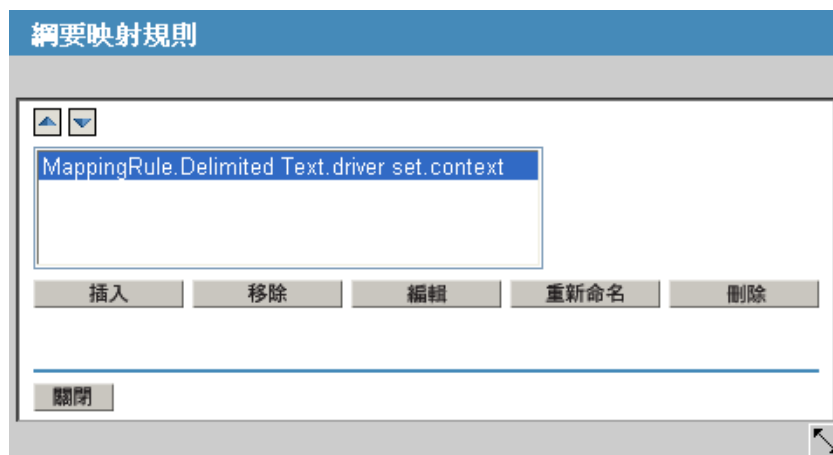 綱要映射規則
MappingRule.Delimited Text.driver set.context
插入 移除 編輯 重新命名 刪除
關閉